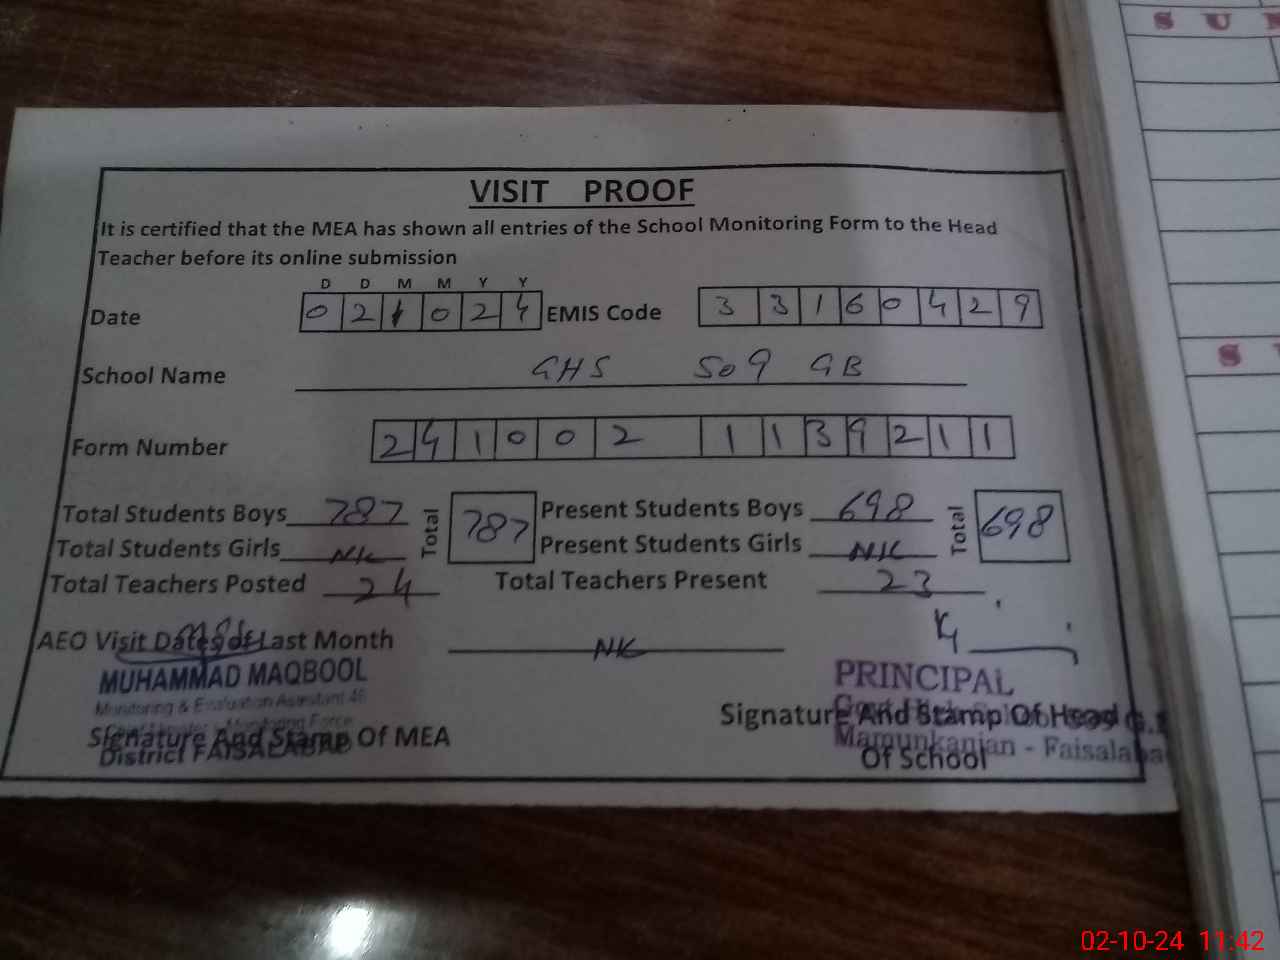 VISIT PROOF
It is certified that the MEA has shown all entries of the School Monitoring Form to the Head
Teacher before its online submission
D D M M Y Y
Date 0 2 1 0 2 4 EMIS Code 3 3 1 6 0 4 2 9
School Name GHS 509 GB
Form Number 2 4 1 0 0 2 1 1 3 9 2 1 1
Total Students Boys 787 Total 787 Present Students Boys 698 Total 698
Total Students Girls NIL Present Students Girls NIL
Total Teachers Posted 24 Total Teachers Present 23
AEO Visit Dates of Last Month NIL
MUHAMMAD MAQBOOL
Monitoring & Evaluation Assistant 46
Monitoring Force
District FAISALABAD
Signature And Stamp Of MEA
PRINCIPAL
Mamunkanjan - Faisalaba
Signature And Stamp Of Head
Of School
S U
S
02-10-24 11:42